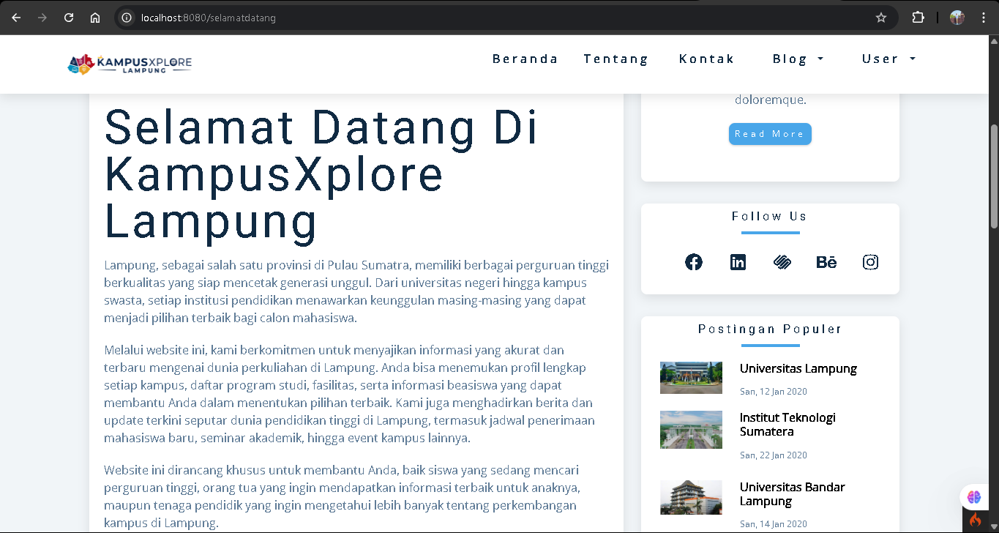 localhost:8080/selamatdatang
KAMPUSXPLORE
LAMPUNG
Beranda
Tentang
Kontak
Blog
User
Selamat Datang Di
KampusXplore
Lampung
Lampung, sebagai salah satu provinsi di Pulau Sumatra, memiliki berbagai perguruan tinggi
berkualitas yang siap mencetak generasi unggul. Dari universitas negeri hingga kampus
swasta, setiap institusi pendidikan menawarkan keunggulan masing-masing yang dapat
menjadi pilihan terbaik bagi calon mahasiswa.
Melalui website ini, kami berkomitmen untuk menyajikan informasi yang akurat dan
terbaru mengenai dunia perkuliahan di Lampung. Anda bisa menemukan profil lengkap
setiap kampus, daftar program studi, fasilitas, serta informasi beasiswa yang dapat
membantu Anda dalam menentukan pilihan terbaik. Kami juga menghadirkan berita dan
update terkini seputar dunia pendidikan tinggi di Lampung, termasuk jadwal penerimaan
mahasiswa baru, seminar akademik, hingga event kampus lainnya.
Website ini dirancang khusus untuk membantu Anda, baik siswa yang sedang mencari
perguruan tinggi, orang tua yang ingin mendapatkan informasi terbaik untuk anaknya,
maupun tenaga pendidik yang ingin mengetahui lebih banyak tentang perkembangan
kampus di Lampung.
doloremque.
Read More
Follow Us
Bē
Postingan Populer
Universitas Lampung
San, 12 Jan 2020
Institut Teknologi
Sumatera
San, 22 Jan 2020
Universitas Bandar
Lampung
San, 14 Jan 2020